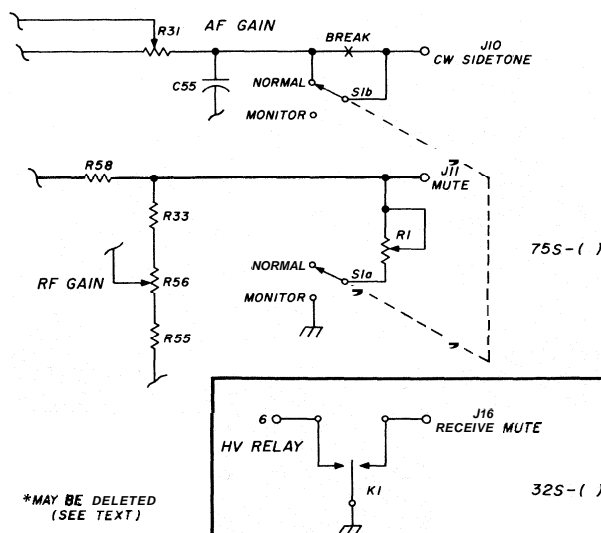 R31 AF GAIN
BREAK
J10
CW SIDETONE
C55
NORMAL
S1b
MONITOR
R58
J11
MUTE
R33
R1
75S-( )
NORMAL
S1a
RF GAIN
R56
MONITOR
R55
6
HV RELAY
J16
RECEIVE MUTE
K1
*MAY BE DELETED
(SEE TEXT)
32S-( )